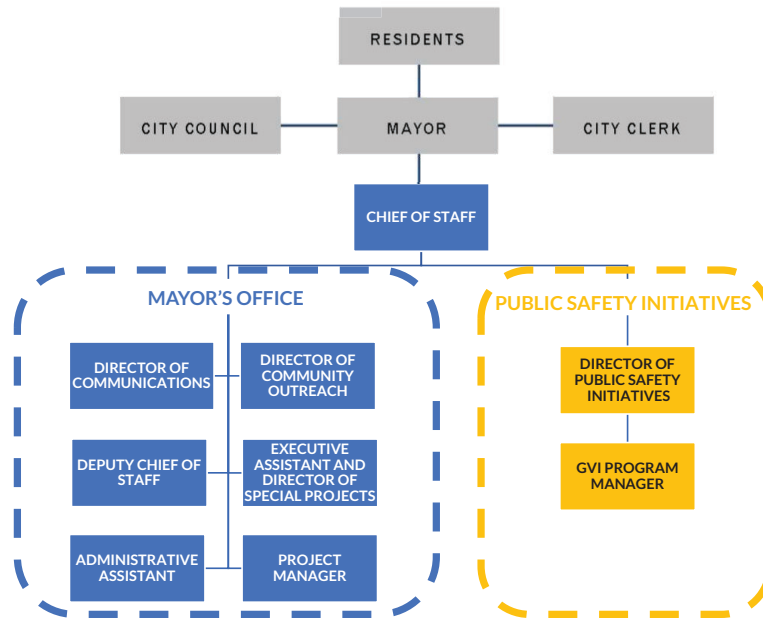 RESIDENTS
CITY COUNCIL
MAYOR
CITY CLERK
CHIEF OF STAFF
MAYOR'S OFFICE
DIRECTOR OF
COMMUNICATIONS
DIRECTOR OF
COMMUNITY
OUTREACH
DEPUTY CHIEF OF
STAFF
EXECUTIVE
ASSISTANT AND
DIRECTOR OF
SPECIAL PROJECTS
ADMINISTRATIVE
ASSISTANT
PROJECT
MANAGER
PUBLIC SAFETY INITIATIVES
DIRECTOR OF
PUBLIC SAFETY
INITIATIVES
GVI PROGRAM
MANAGER